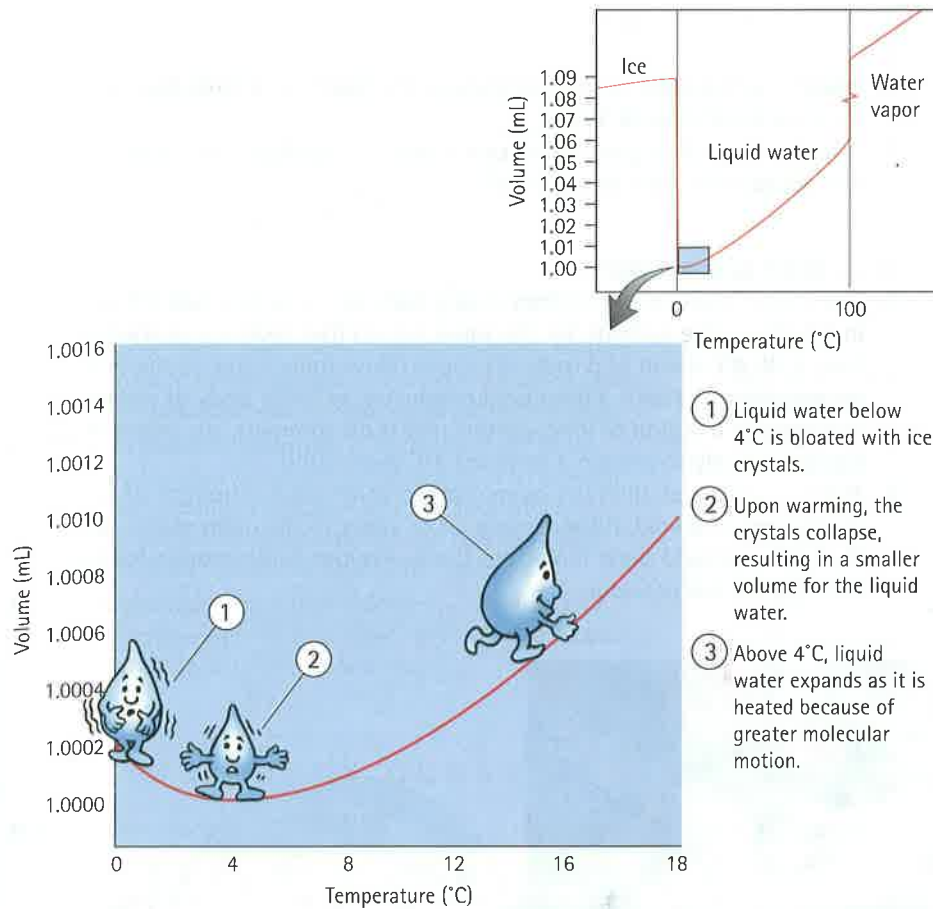 Ice
Water
vapor
Liquid water
Volume (mL)
1.09
1.08
1.07
1.06
1.05
1.04
1.03
1.02
1.01
1.00
0
100
Temperature (˚C)
1.0016
1.0014
1.0012
1.0010
1.0008
1.0006
1.0004
1.0002
1.0000
Volume (mL)
1
2
3
0
4
8
12
16
18
Temperature (˚C)
1 Liquid water below
4˚C is bloated with ice
crystals.
2 Upon warming, the
crystals collapse,
resulting in a smaller
volume for the liquid
water.
3 Above 4˚C, liquid
water expands as it is
heated because of
greater molecular
motion.